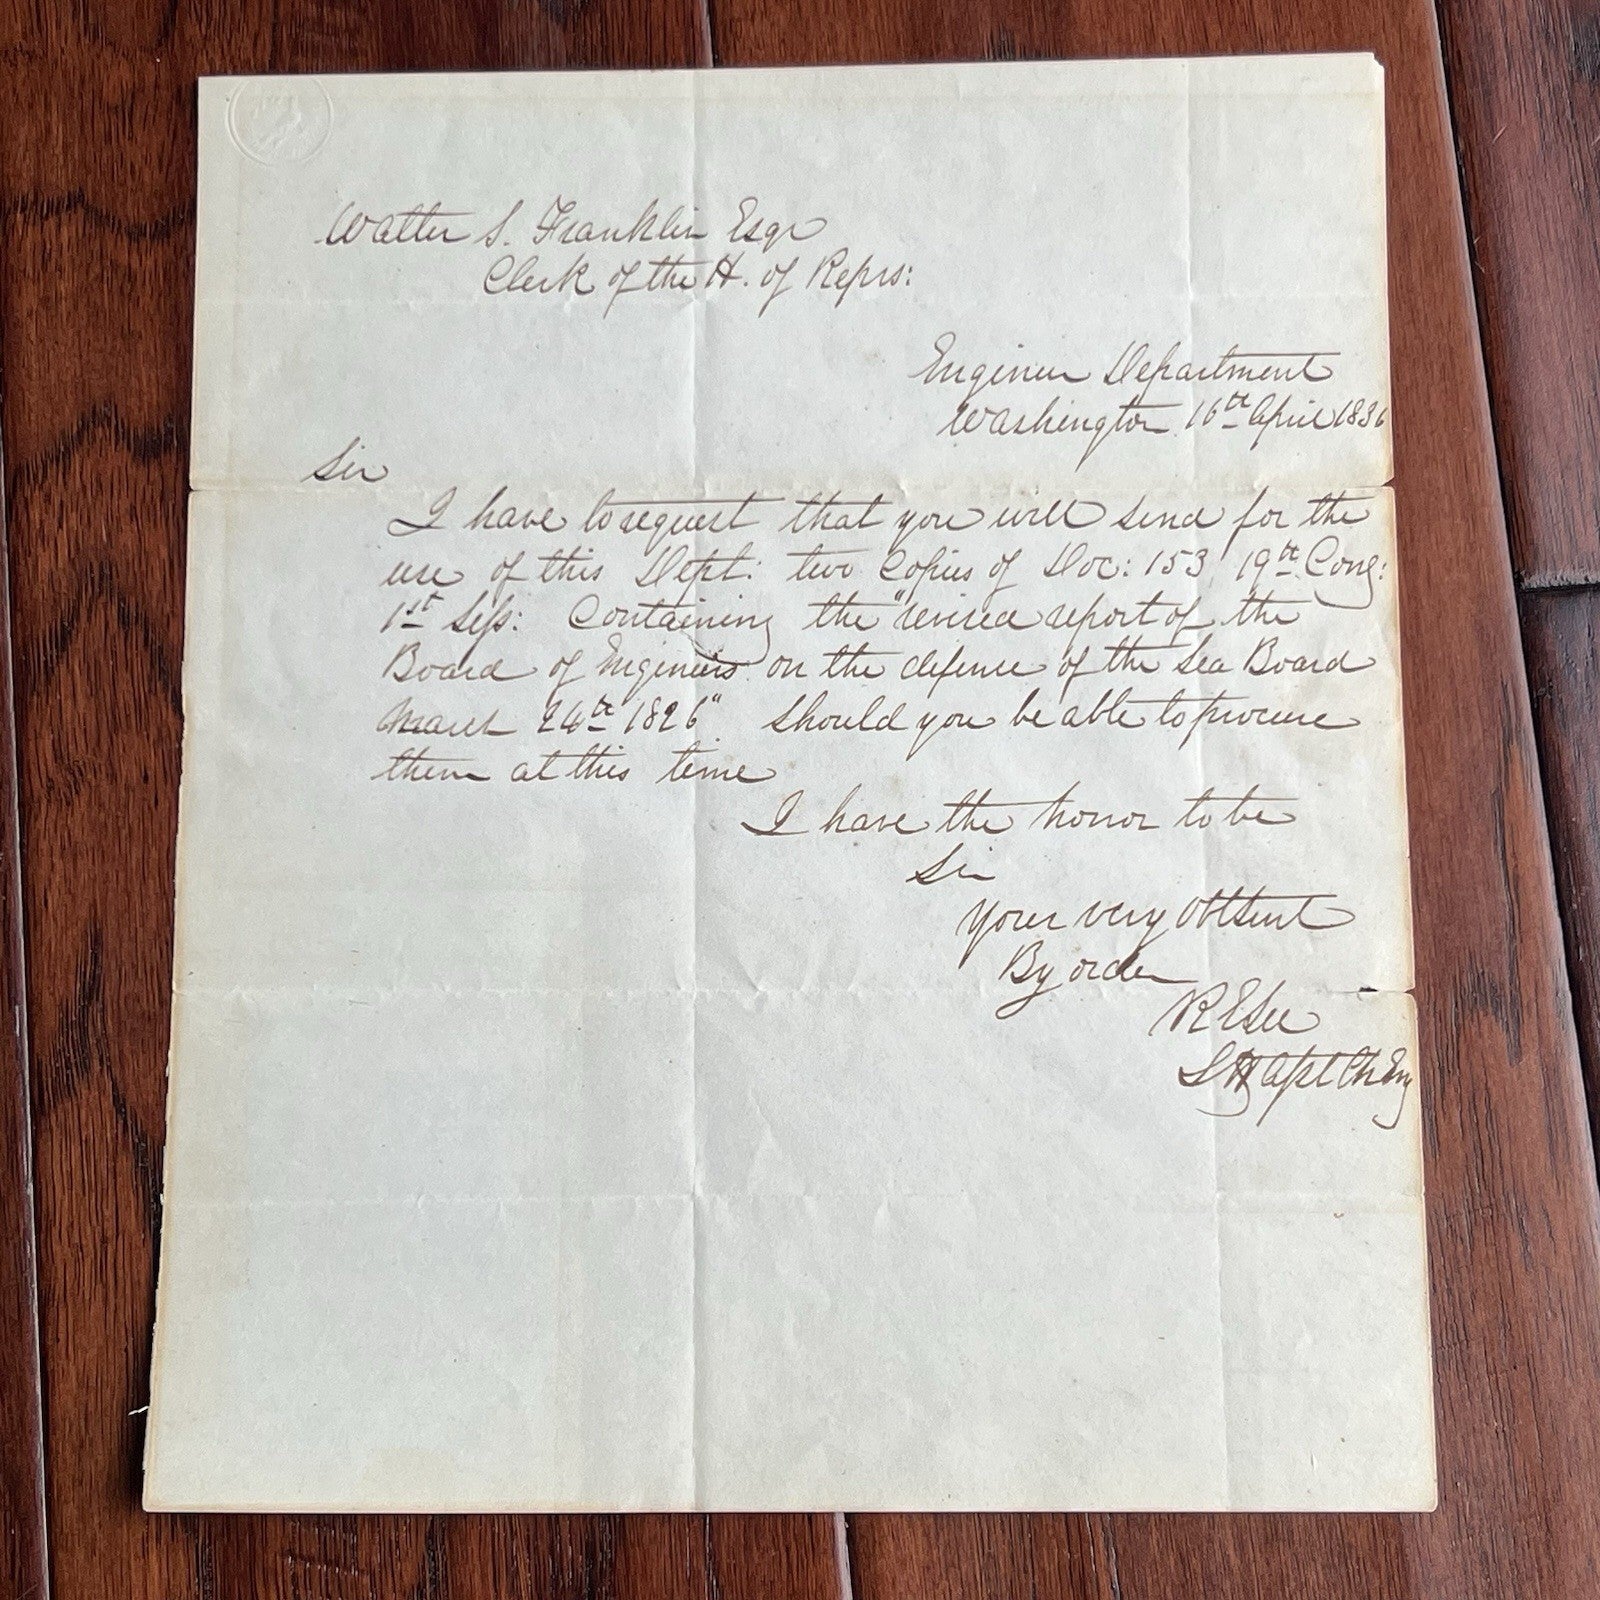 Walter S. Franklin Esqr
Clerk of the H. of Reprs:
Engineer Department
Washington 16th April 1836
Sir
I have to request that you will send for the
use of this Dept: two Copies of Doc: 153 19th Cong:
1st Sess: Containing the "revised report of the
Board of Engineers on the defence of the Sea Board
March 24th 1826" Should you be able to procure
them at this time
I have the honor to be
Sir
Your very Obt Sevt
By order
R E Lee
Lt & Asst Ch Eng